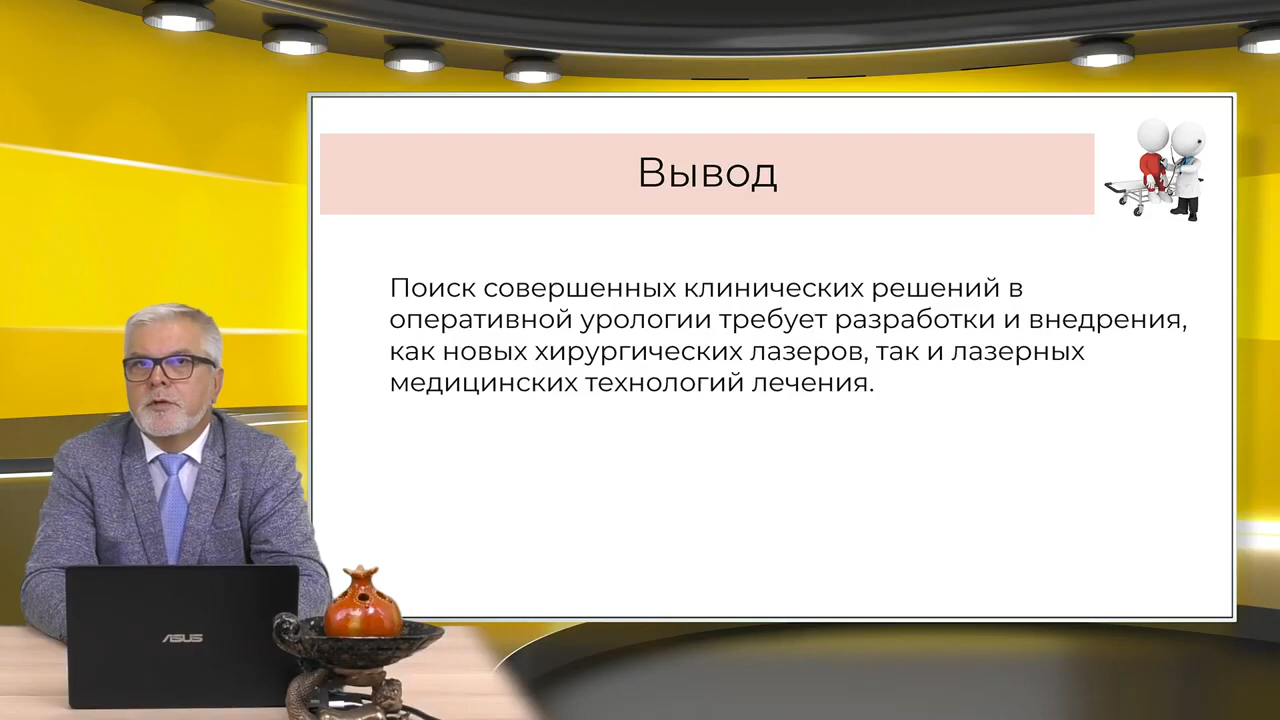 Вывод
Поиск совершенных клинических решений в
оперативной урологии требует разработки и внедрения,
как новых хирургических лазеров, так и лазерных
медицинских технологий лечения.
ASUS